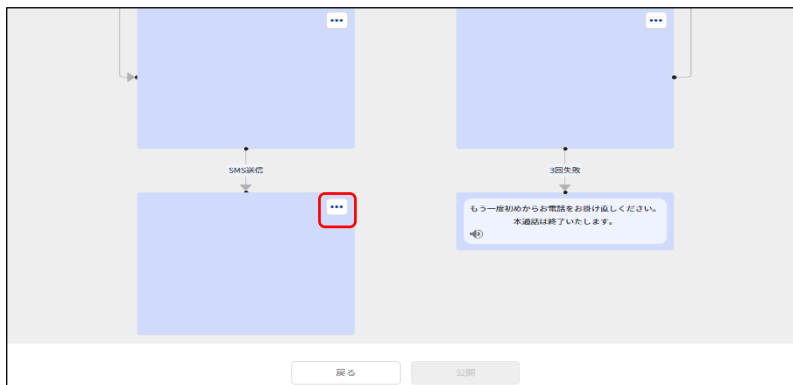 SMS送信
3回失敗
もう一度初めからお電話をお掛け直しください。
本通話は終了いたします。
戻る
公開